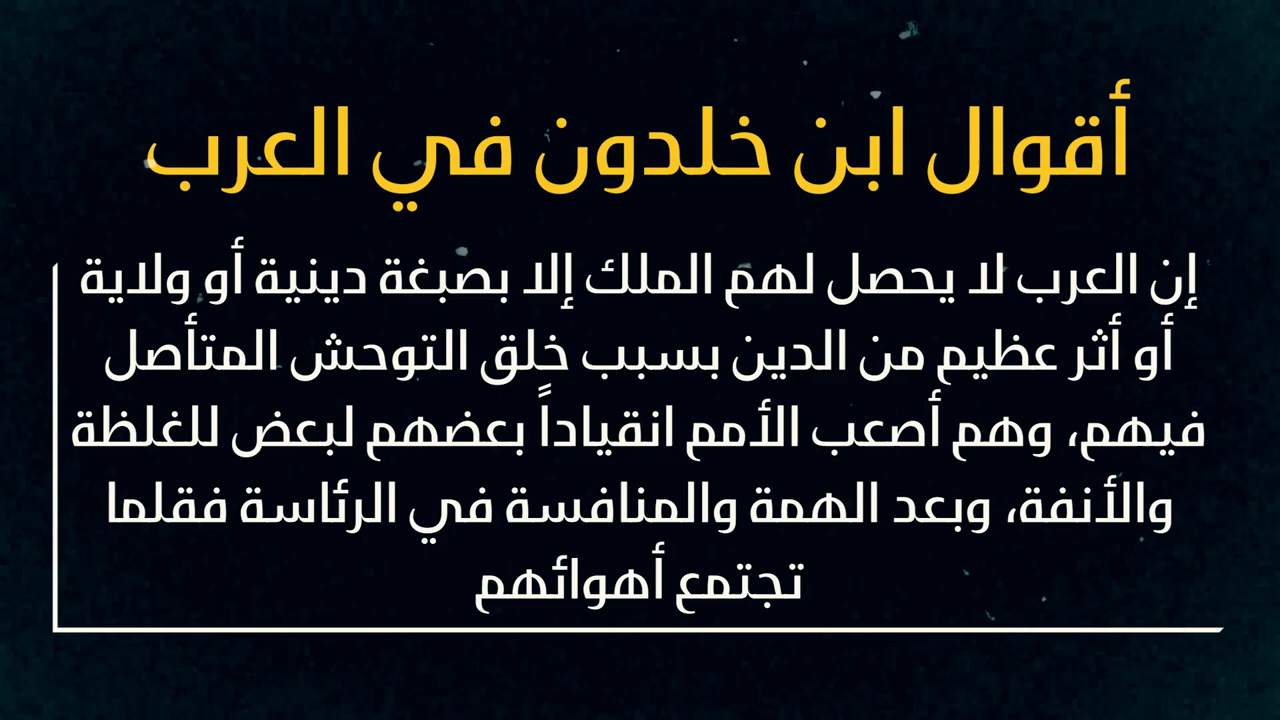 أقوال ابن خلدون في العرب
إن العرب لا يحصل لهم الملك إلا بصبغة دينية أو ولاية
أو أثر عظيم من الدين بسبب خلق التوحش المتأصل
فيهم، وهم أصعب الأمم انقياداً بعضهم لبعض للغلظة
والأنفة، وبعد الهمة والمنافسة في الرئاسة فقلما
تجتمع أهوائهم